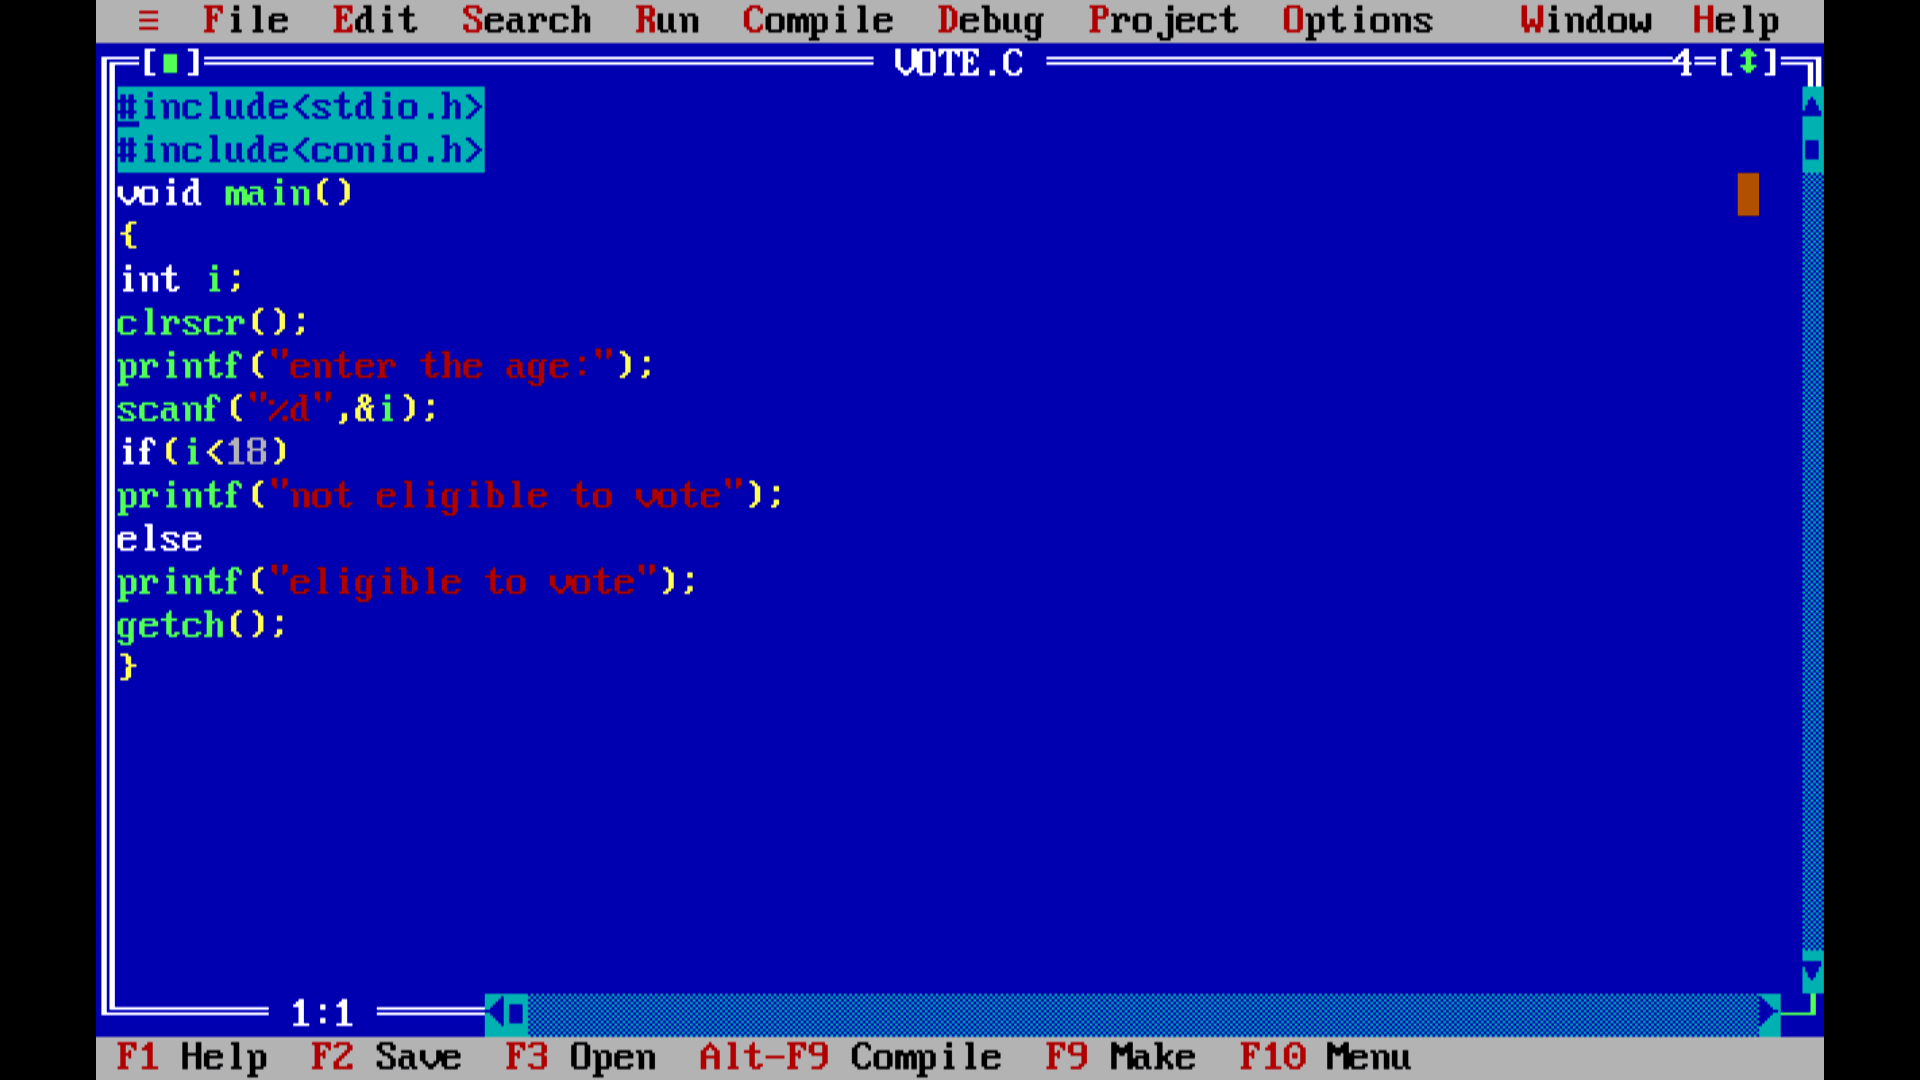 ≡ File Edit Search Run Compile Debug Project Options Window Help
[■] VOTE.C 4=[↕]
#include<stdio.h>
#include<conio.h>
void main()
{
int i;
clrscr();
printf("enter the age:");
scanf("%d",&i);
if(i<18)
printf("not eligible to vote");
else
printf("eligible to vote");
getch();
}
1:1
F1 Help F2 Save F3 Open Alt-F9 Compile F9 Make F10 Menu